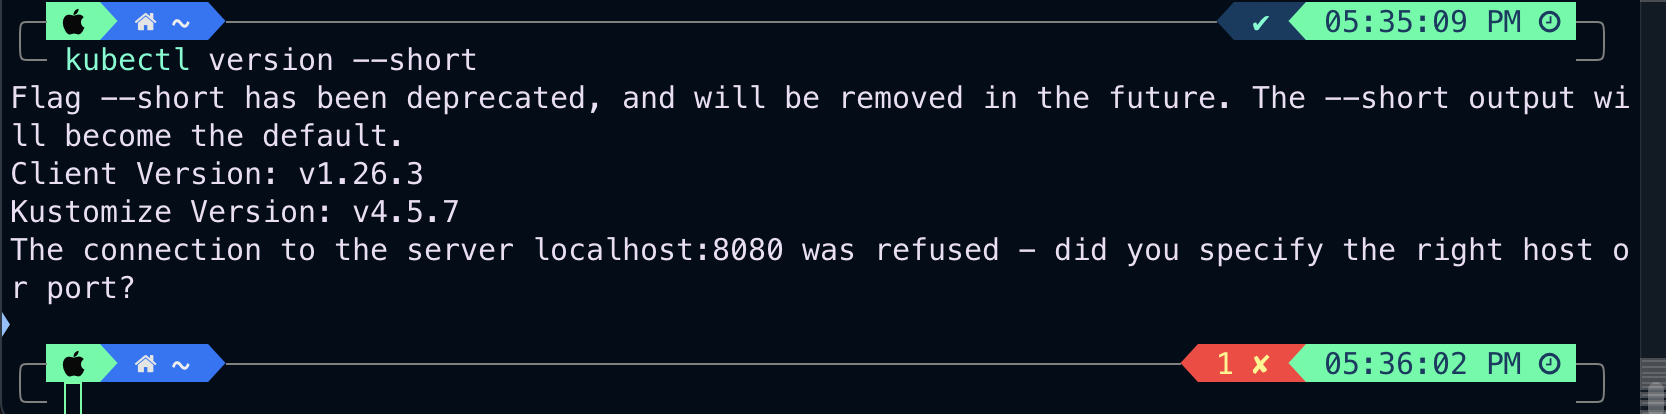 ~ ✔ 05:35:09 PM
kubectl version --short
Flag --short has been deprecated, and will be removed in the future. The --short output wi
ll become the default.
Client Version: v1.26.3
Kustomize Version: v4.5.7
The connection to the server localhost:8080 was refused - did you specify the right host o
r port?
~ 1 ✘ 05:36:02 PM